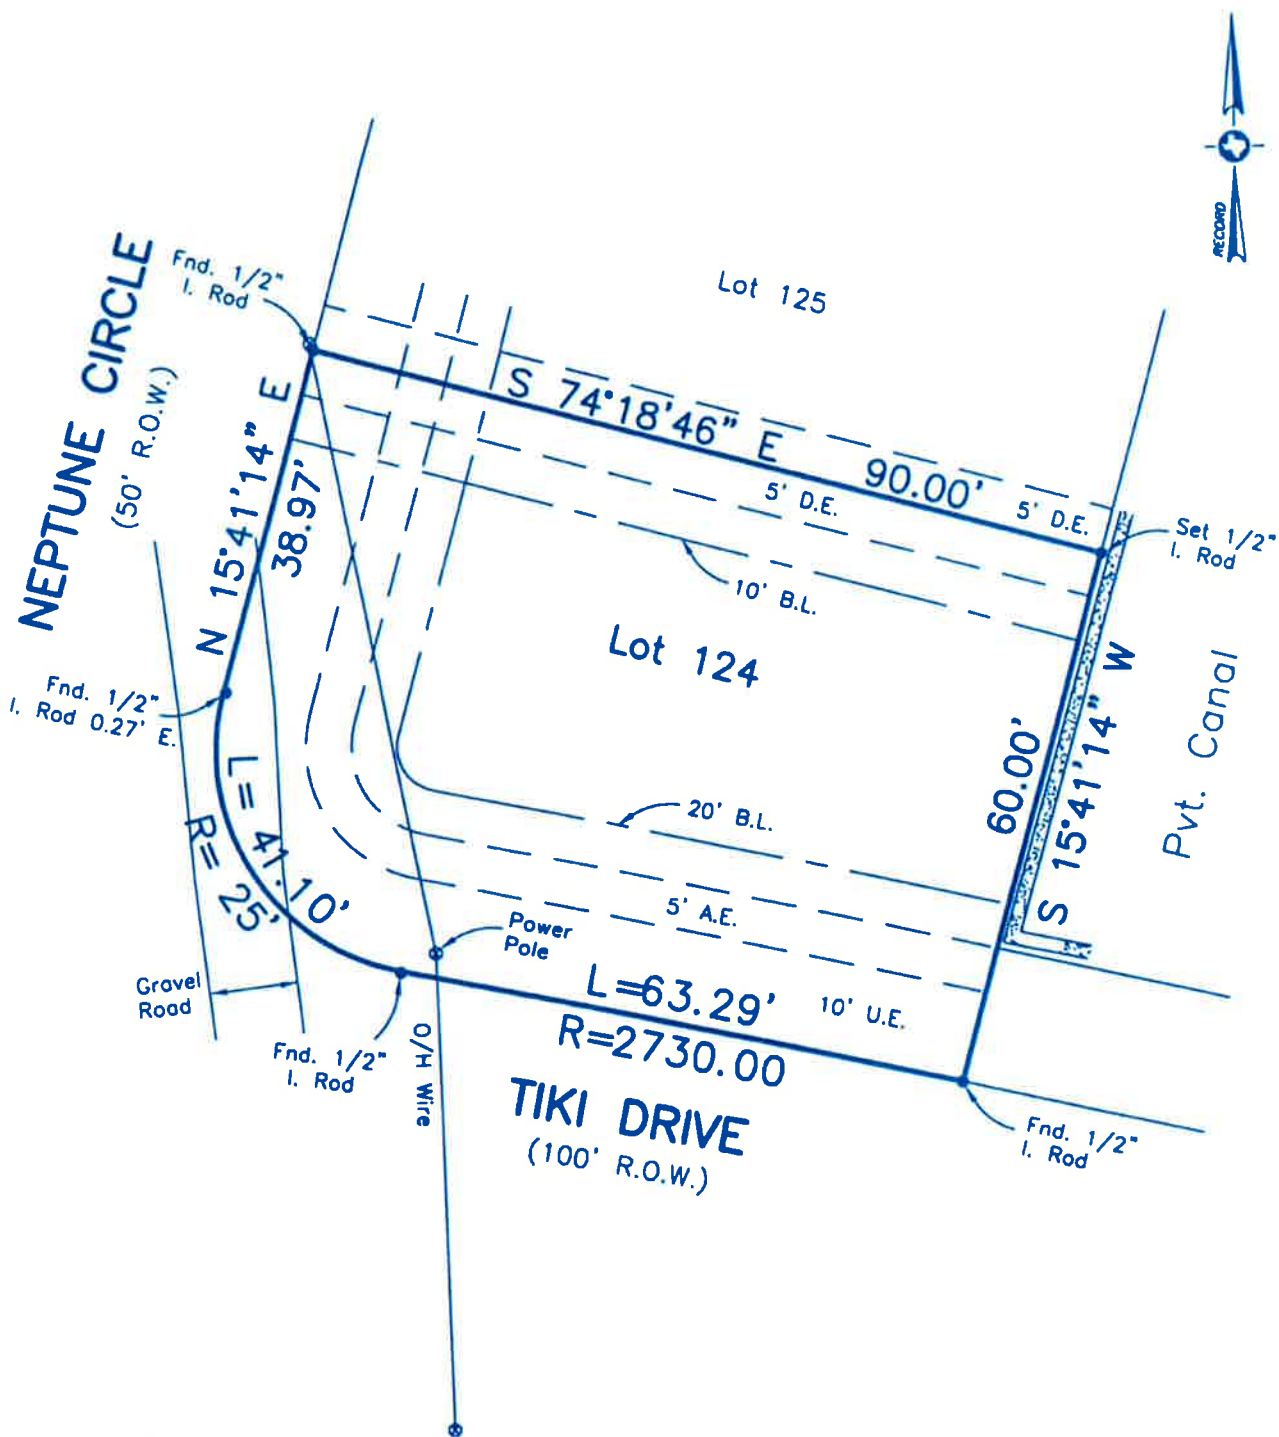 RECORD
Lot 125
Fnd. 1/2"
I. Rod
NEPTUNE CIRCLE
(50' R.O.W.)
N 15°41'14" E
38.97'
S 74°18'46" E 90.00'
5' D.E.
5' D.E.
Set 1/2"
I. Rod
10' B.L.
Lot 124
60.00'
S 15°41'14" W
Pvt. Canal
Fnd. 1/2"
I. Rod 0.27' E.
L= 41.10'
R= 25'
20' B.L.
5' A.E.
Power
Pole
L=63.29'
10' U.E.
R=2730.00
Gravel
Road
Fnd. 1/2"
I. Rod
O/H Wire
TIKI DRIVE
(100' R.O.W.)
Fnd. 1/2"
I. Rod